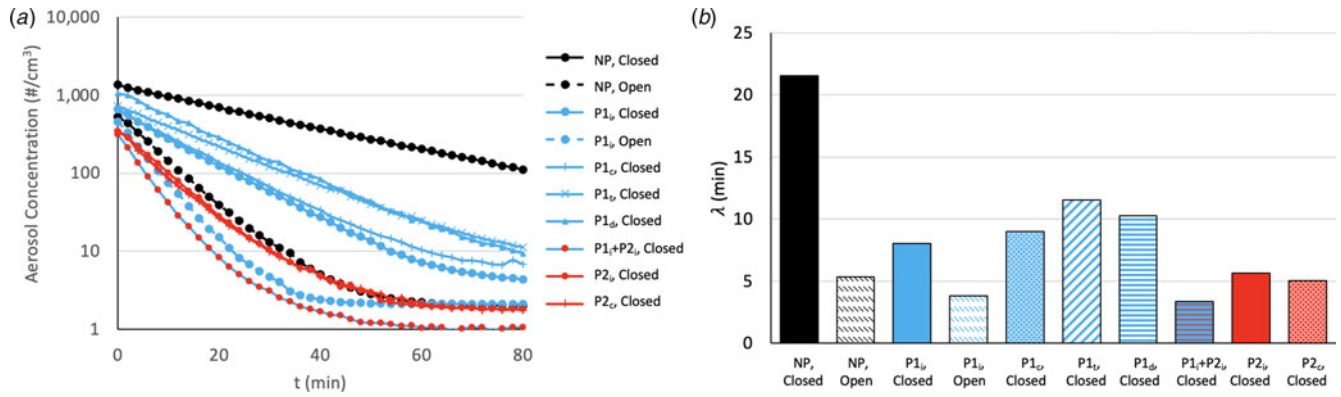 (a)
10,000
1,000
100
10
1
Aerosol Concentration (#/cm³)
0
20
40
60
80
t (min)
NP, Closed
NP, Open
P1ᵢ, Closed
P1ᵢ, Open
P1c, Closed
P1t, Closed
P1d, Closed
P1ᵢ+P2ᵢ, Closed
P2ᵢ, Closed
P2c, Closed
(b)
25
20
15
10
5
0
λ (min)
NP, Closed
NP, Open
P1ᵢ, Closed
P1ᵢ, Open
P1c, Closed
P1t, Closed
P1d, Closed
P1ᵢ+P2ᵢ, Closed
P2ᵢ, Closed
P2c, Closed